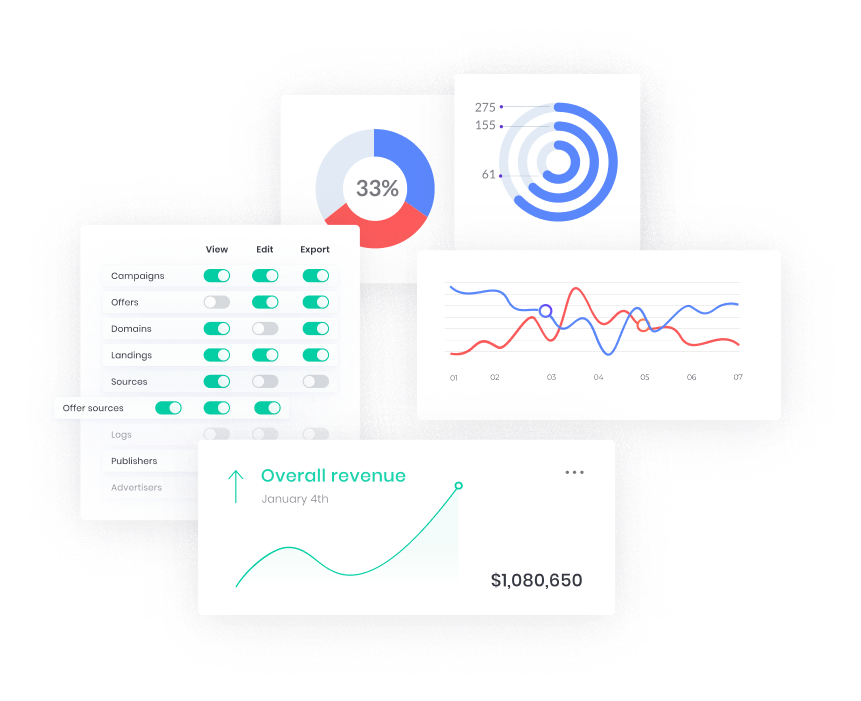 275
155
61
33%
View Edit Export
Campaigns
Offers
Domains
Landings
Sources
Offer sources
Logs
Publishers
Advertisers
01 02 03 04 05 06 07
Overall revenue
January 4th
$1,080,650